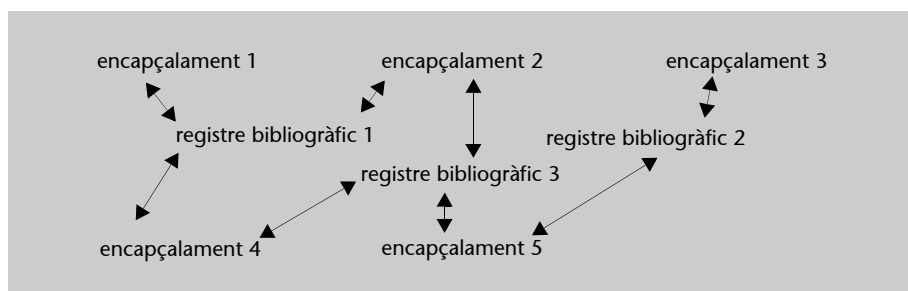 encapçalament 1
encapçalament 2
encapçalament 3
registre bibliogràfic 1
registre bibliogràfic 2
registre bibliogràfic 3
encapçalament 4
encapçalament 5